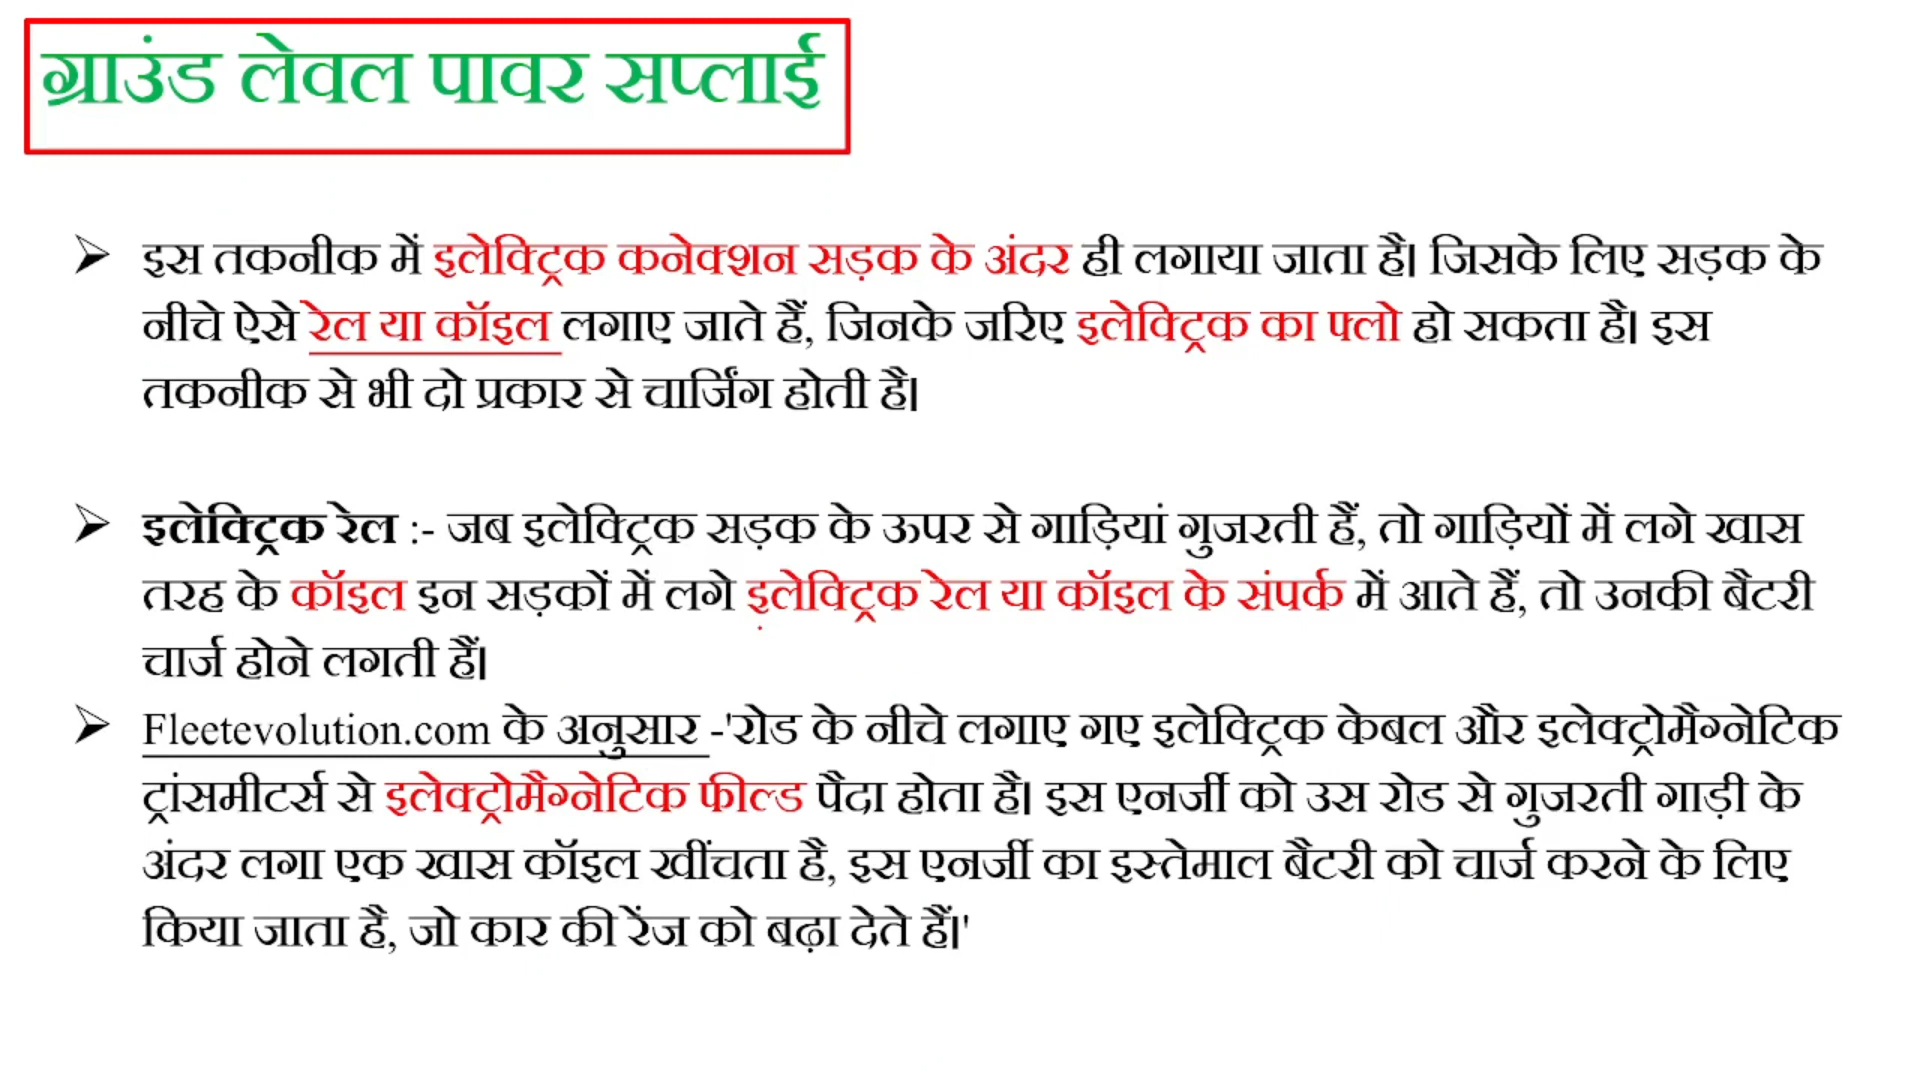 ग्राउंड लेवल पावर सप्लाई
इस तकनीक में इलेक्ट्रिक कनेक्शन सड़क के अंदर ही लगाया जाता है। जिसके लिए सड़क के
नीचे ऐसे रेल या कॉइल लगाए जाते हैं, जिनके जरिए इलेक्ट्रिक का फ्लो हो सकता है। इस
तकनीक से भी दो प्रकार से चार्जिंग होती है।
इलेक्ट्रिक रेल :- जब इलेक्ट्रिक सड़क के ऊपर से गाड़ियां गुजरती हैं, तो गाड़ियों में लगे खास
तरह के कॉइल इन सड़कों में लगे इलेक्ट्रिक रेल या कॉइल के संपर्क में आते हैं, तो उनकी बैटरी
चार्ज होने लगती हैं।
Fleetevolution.com के अनुसार -'रोड के नीचे लगाए गए इलेक्ट्रिक केबल और इलेक्ट्रोमैग्नेटिक
ट्रांसमीटर्स से इलेक्ट्रोमैग्नेटिक फील्ड पैदा होता है। इस एनर्जी को उस रोड से गुजरती गाड़ी के
अंदर लगा एक खास कॉइल खींचता है, इस एनर्जी का इस्तेमाल बैटरी को चार्ज करने के लिए
किया जाता है, जो कार की रेंज को बढ़ा देते हैं।'